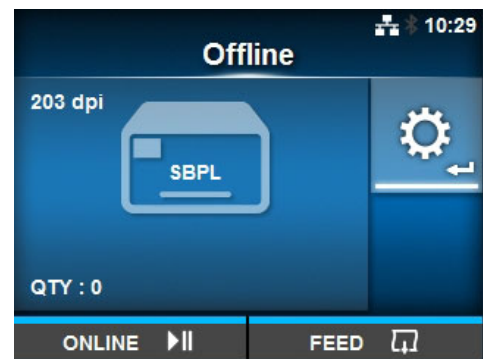 10:29
Offline
203 dpi
SBPL
QTY : 0
ONLINE
FEED